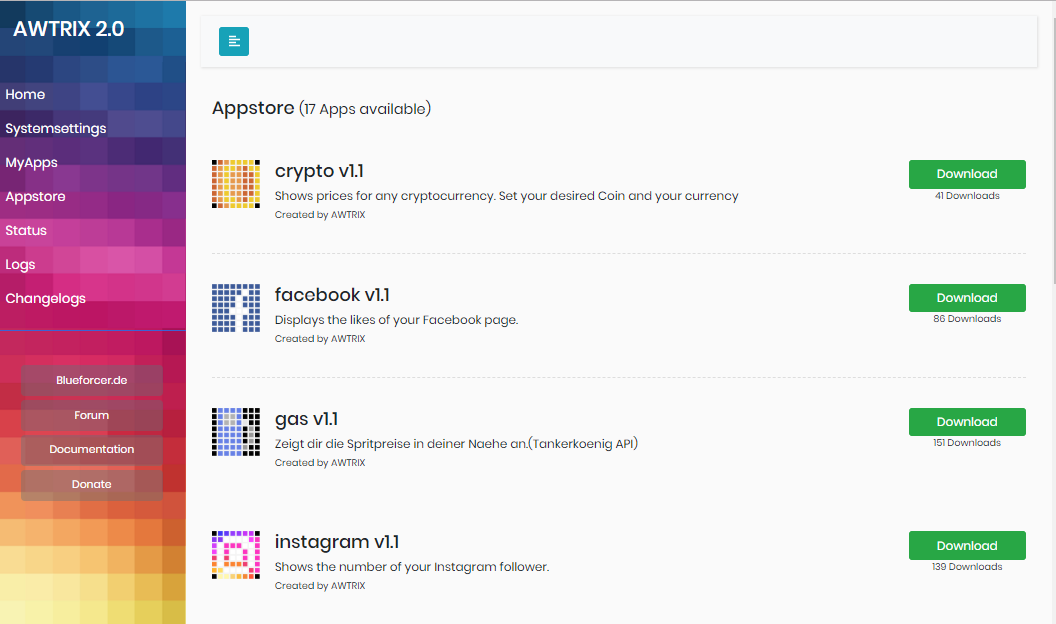 AWTRIX 2.0
Home
Systemsettings
MyApps
Appstore
Status
Logs
Changelogs
Blueforcer.de
Forum
Documentation
Donate
Appstore (17 Apps available)
crypto v1.1
Shows prices for any cryptocurrency. Set your desired Coin and your currency
Created by AWTRIX
Download
41 Downloads
facebook v1.1
Displays the likes of your Facebook page.
Created by AWTRIX
Download
86 Downloads
gas v1.1
Zeigt dir die Spritpreise in deiner Naehe an.(Tankerkoenig API)
Created by AWTRIX
Download
151 Downloads
instagram v1.1
Shows the number of your Instagram follower.
Created by AWTRIX
Download
139 Downloads